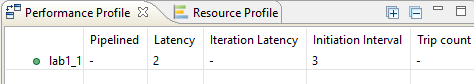 Performance Profile Resource Profile
Pipelined Latency Iteration Latency Initiation Interval Trip count
lab1_1 - 2 - 3 -